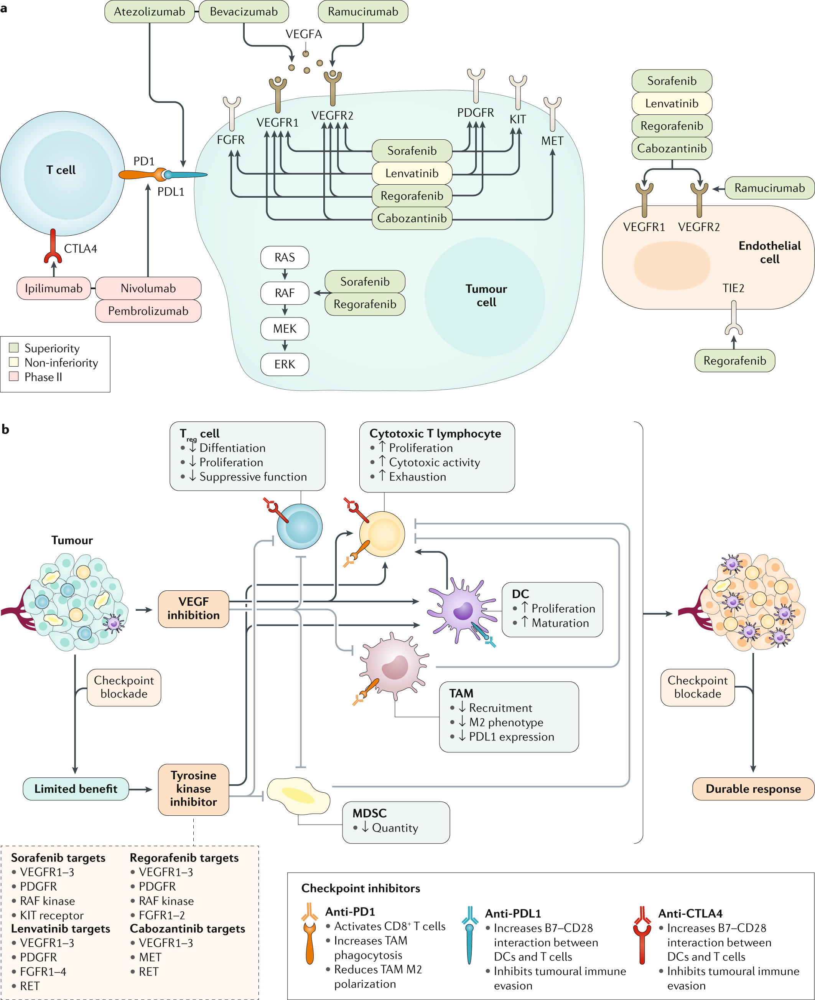 a
Atezolizumab
Bevacizumab
Ramucirumab
VEGFA
T cell
PD1
PDL1
CTLA4
Ipilimumab
Nivolumab
Pembrolizumab
FGFR
VEGFR1
VEGFR2
PDGFR
KIT
MET
Sorafenib
Lenvatinib
Regorafenib
Cabozantinib
RAS
RAF
MEK
ERK
Sorafenib
Regorafenib
Tumour
cell
Sorafenib
Lenvatinib
Regorafenib
Cabozantinib
Ramucirumab
VEGFR1
VEGFR2
Endothelial
cell
TIE2
Regorafenib
Superiority
Non-inferiority
Phase II
b
Treg cell
• ↓ Diffentiation
• ↓ Proliferation
• ↓ Suppressive function
Cytotoxic T lymphocyte
• ↑ Proliferation
• ↑ Cytotoxic activity
• ↑ Exhaustion
Tumour
VEGF
inhibition
DC
• ↑ Proliferation
• ↑ Maturation
Checkpoint
blockade
TAM
• ↓ Recruitment
• ↓ M2 phenotype
• ↓ PDL1 expression
Checkpoint
blockade
Limited benefit
Tyrosine
kinase
inhibitor
MDSC
• ↓ Quantity
Durable response
Sorafenib targets
• VEGFR1–3
• PDGFR
• RAF kinase
• KIT receptor
Lenvatinib targets
• VEGFR1–3
• PDGFR
• FGFR1–4
• RET
Regorafenib targets
• VEGFR1–3
• PDGFR
• RAF kinase
• FGFR1–2
Cabozantinib targets
• VEGFR1–3
• MET
• RET
Checkpoint inhibitors
Anti-PD1
• Activates CD8⁺ T cells
• Increases TAM
phagocytosis
• Reduces TAM M2
polarization
Anti-PDL1
• Increases B7–CD28
interaction between
DCs and T cells
• Inhibits tumoural immune
evasion
Anti-CTLA4
• Increases B7–CD28
interaction between
DCs and T cells
• Inhibits tumoural immune
evasion